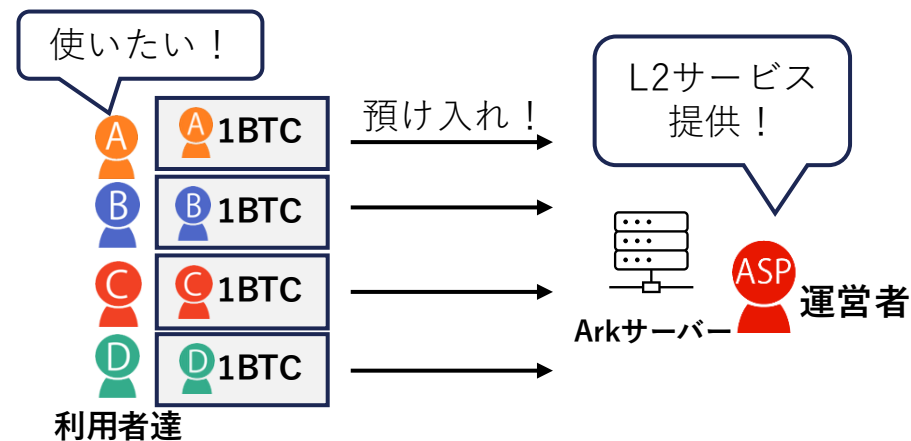 使いたい！
L2サービス
提供！
預け入れ！
A
A 1BTC
B
B 1BTC
C
C 1BTC
D
D 1BTC
ASP
運営者
Arkサーバー
利用者達